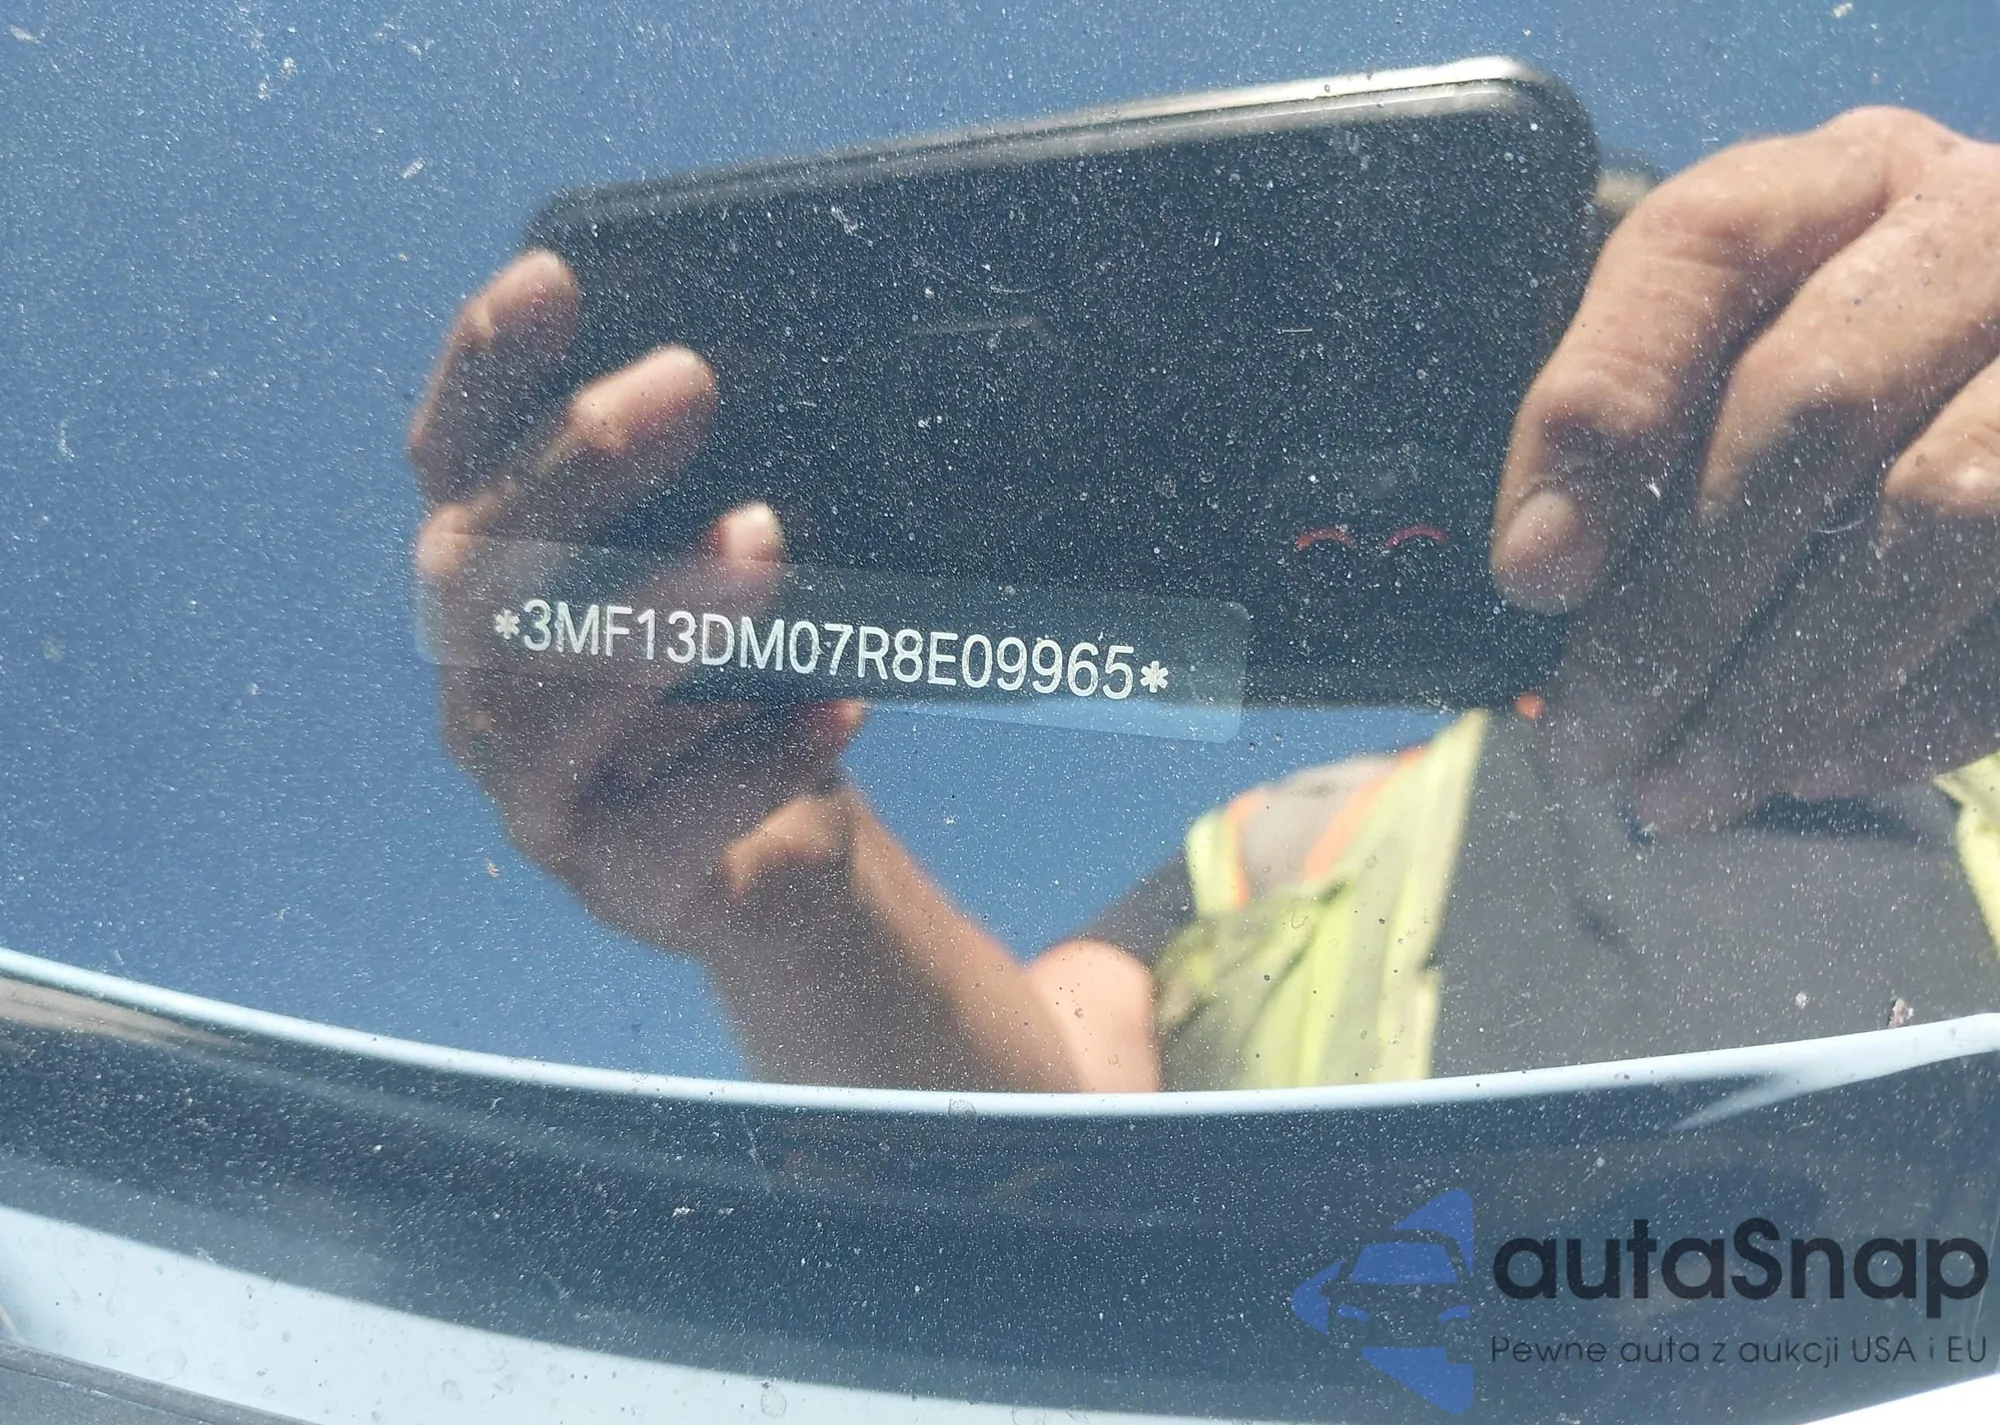 *3MF13DM07R8E09965*
autaSnap
Pewne auta z aukcji USA i EU